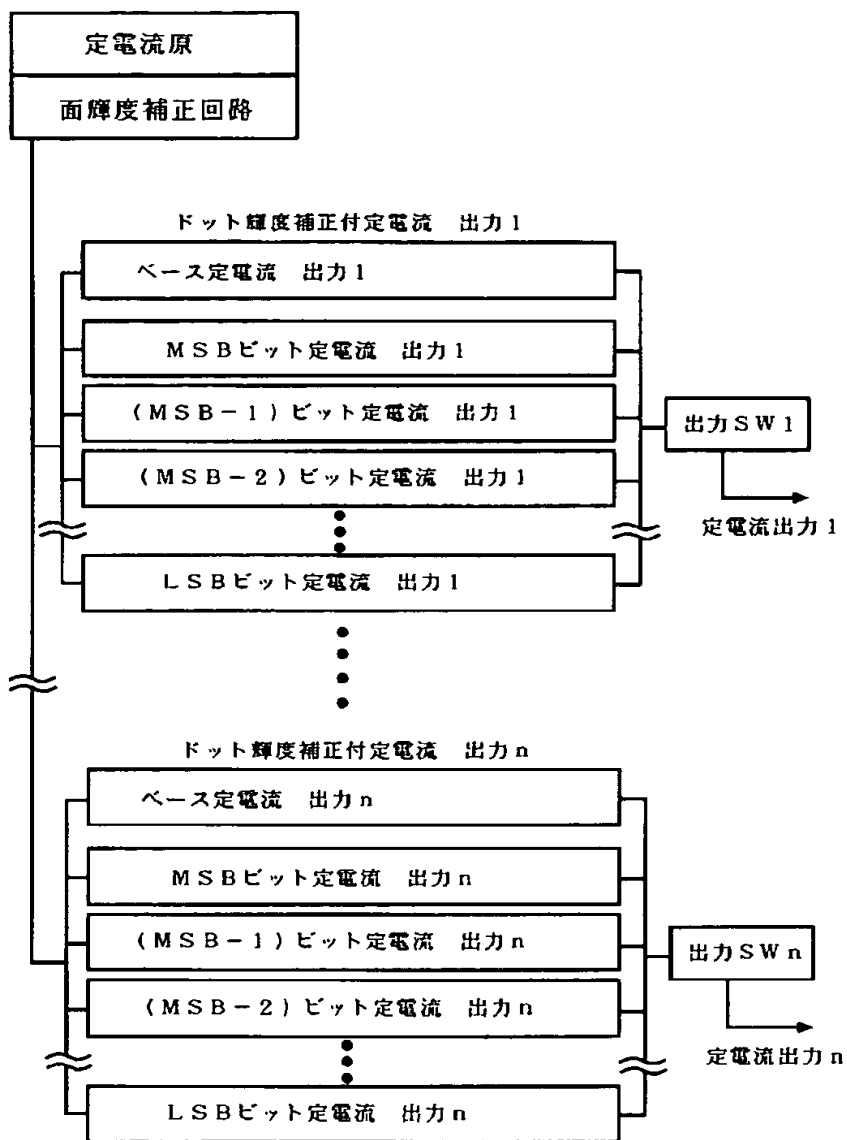 定電流原
面輝度補正回路
ドット輝度補正付定電流 出力1
ベース定電流 出力1
MSBビット定電流 出力1
(MSB-1)ビット定電流 出力1
(MSB-2)ビット定電流 出力1
LSBビット定電流 出力1
出力SW1
定電流出力1
ドット輝度補正付定電流 出力n
ベース定電流 出力n
MSBビット定電流 出力n
(MSB-1)ビット定電流 出力n
(MSB-2)ビット定電流 出力n
LSBビット定電流 出力n
出力SWn
定電流出力n